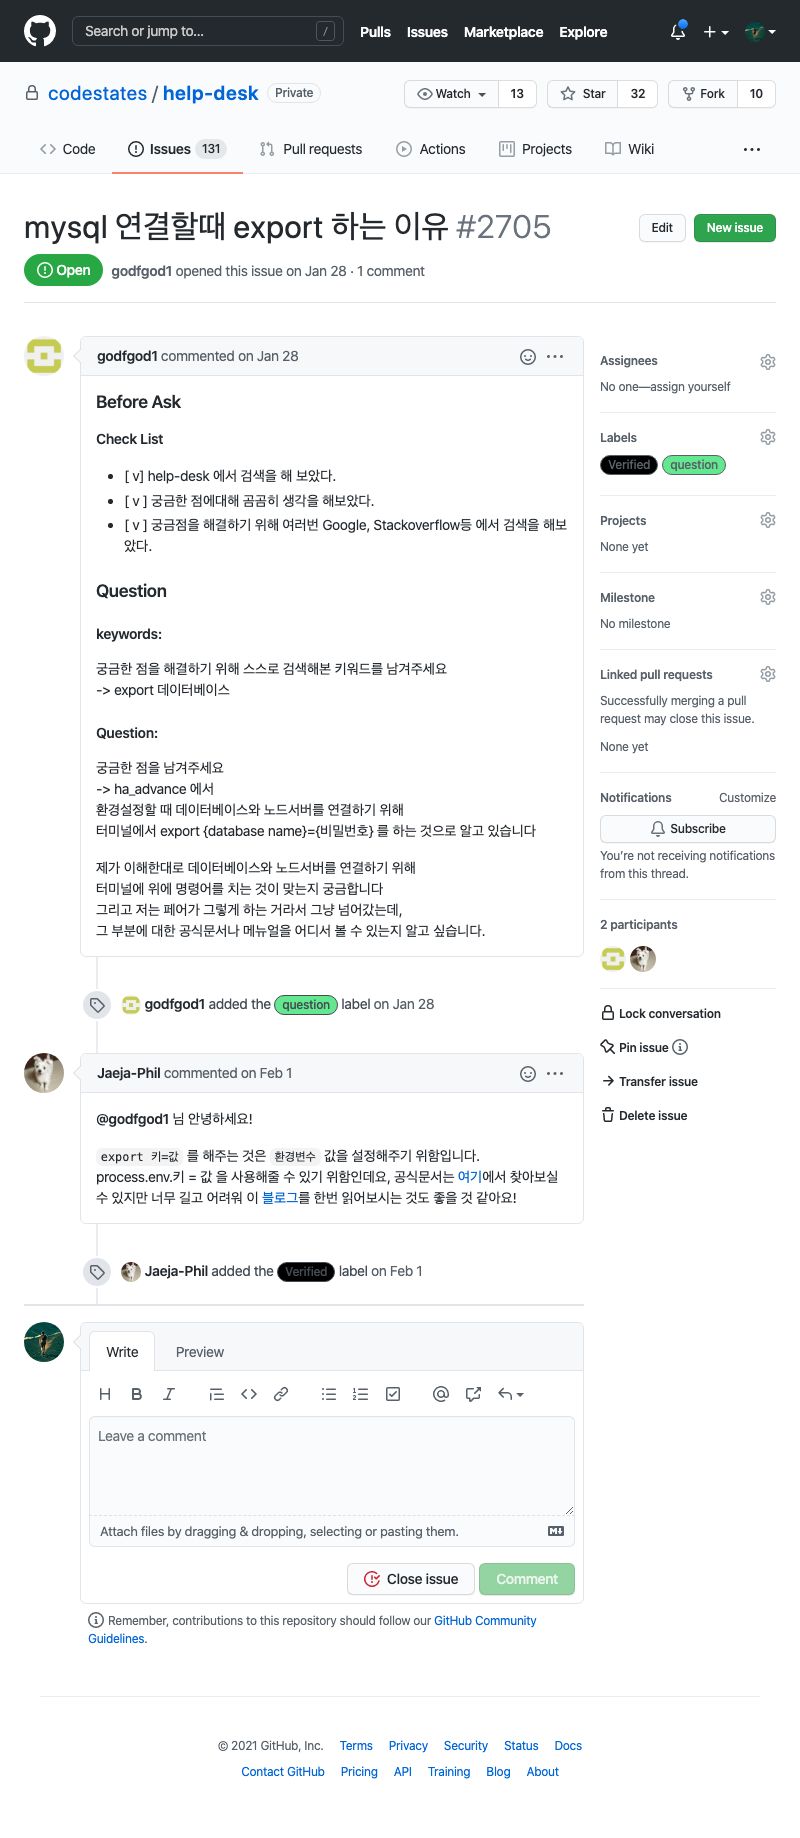 Search or jump to... /
Pulls Issues Marketplace Explore
codestates / help-desk Private
Watch 13 Star 32 Fork 10
Code Issues 131 Pull requests Actions Projects Wiki ...
mysql 연결할때 export 하는 이유 #2705
Edit New issue
Open godfgod1 opened this issue on Jan 28 · 1 comment
godfgod1 commented on Jan 28
Before Ask
Check List
• [ v] help-desk 에서 검색을 해 보았다.
• [ v ] 궁금한 점에대해 곰곰히 생각을 해보았다.
• [ v ] 궁금점을 해결하기 위해 여러번 Google, Stackoverflow등 에서 검색을 해보
았다.
Question
keywords:
궁금한 점을 해결하기 위해 스스로 검색해본 키워드를 남겨주세요
-> export 데이터베이스
Question:
궁금한 점을 남겨주세요
-> ha_advance 에서
환경설정할 때 데이터베이스와 노드서버를 연결하기 위해
터미널에서 export {database name}={비밀번호} 를 하는 것으로 알고 있습니다
제가 이해한대로 데이터베이스와 노드서버를 연결하기 위해
터미널에 위에 명령어를 치는 것이 맞는지 궁금합니다
그리고 저는 페어가 그렇게 하는 거라서 그냥 넘어갔는데,
그 부분에 대한 공식문서나 메뉴얼을 어디서 볼 수 있는지 알고 싶습니다.
godfgod1 added the question label on Jan 28
Jaeja-Phil commented on Feb 1
@godfgod1 님 안녕하세요!
export 키=값 를 해주는 것은 환경변수 값을 설정해주기 위함입니다.
process.env.키 = 값 을 사용해줄 수 있기 위함인데요, 공식문서는 여기에서 찾아보실
수 있지만 너무 길고 어려워 이 블로그를 한번 읽어보시는 것도 좋을 것 같아요!
Jaeja-Phil added the Verified label on Feb 1
Write Preview
Leave a comment
Attach files by dragging & dropping, selecting or pasting them.
Close issue Comment
Remember, contributions to this repository should follow our GitHub Community
Guidelines.
Assignees
No one—assign yourself
Labels
Verified question
Projects
None yet
Milestone
No milestone
Linked pull requests
Successfully merging a pull
request may close this issue.
None yet
Notifications Customize
Subscribe
You're not receiving notifications
from this thread.
2 participants
Lock conversation
Pin issue
Transfer issue
Delete issue
© 2021 GitHub, Inc. Terms Privacy Security Status Docs
Contact GitHub Pricing API Training Blog About